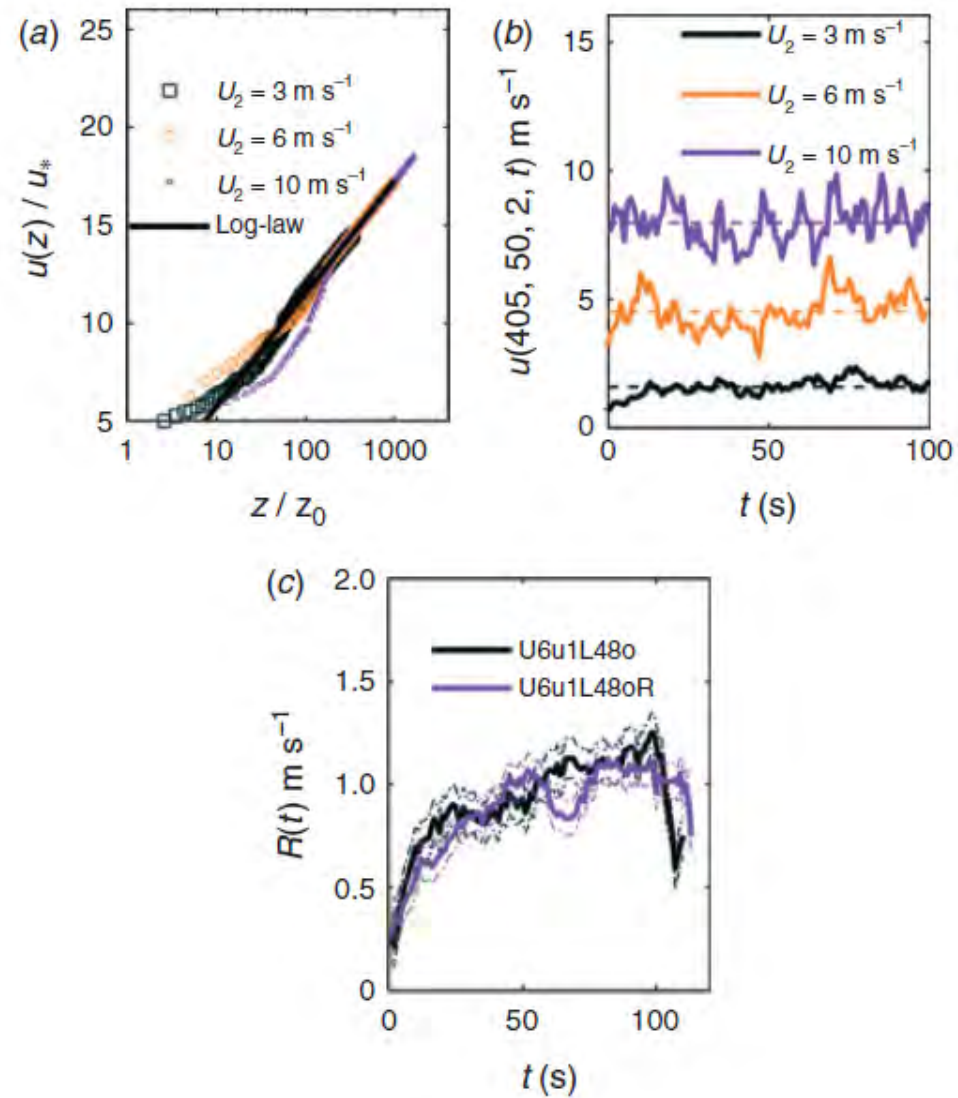 (a)
26
20
15
10
5
u(z) / u*
U2 = 3 m s–1
U2 = 6 m s–1
U2 = 10 m s–1
Log-law
1 10 100 1000
z / z0
(b)
15
10
5
0
u(405, 50, 2, t) m s–1
U2 = 3 m s–1
U2 = 6 m s–1
U2 = 10 m s–1
0 50 100
t (s)
(c)
2.0
1.5
1.0
0.5
0
R(t) m s–1
U6u1L48o
U6u1L48oR
0 50 100
t (s)